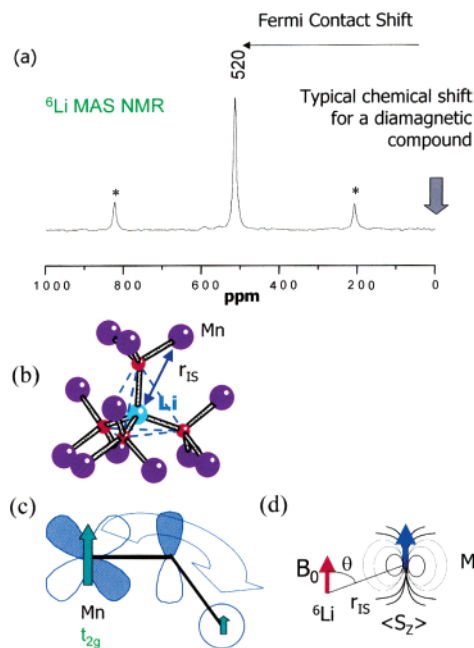 Fermi Contact Shift
(a)
520
⁶Li MAS NMR
Typical chemical shift
for a diamagnetic
compound
*
*
1000 800 600 400 200 0
ppm
Mn
(b)
rIS
Li
(c)
(d)
M
B₀
θ
⁶Li
rIS
<Sz>
Mn
t₂g